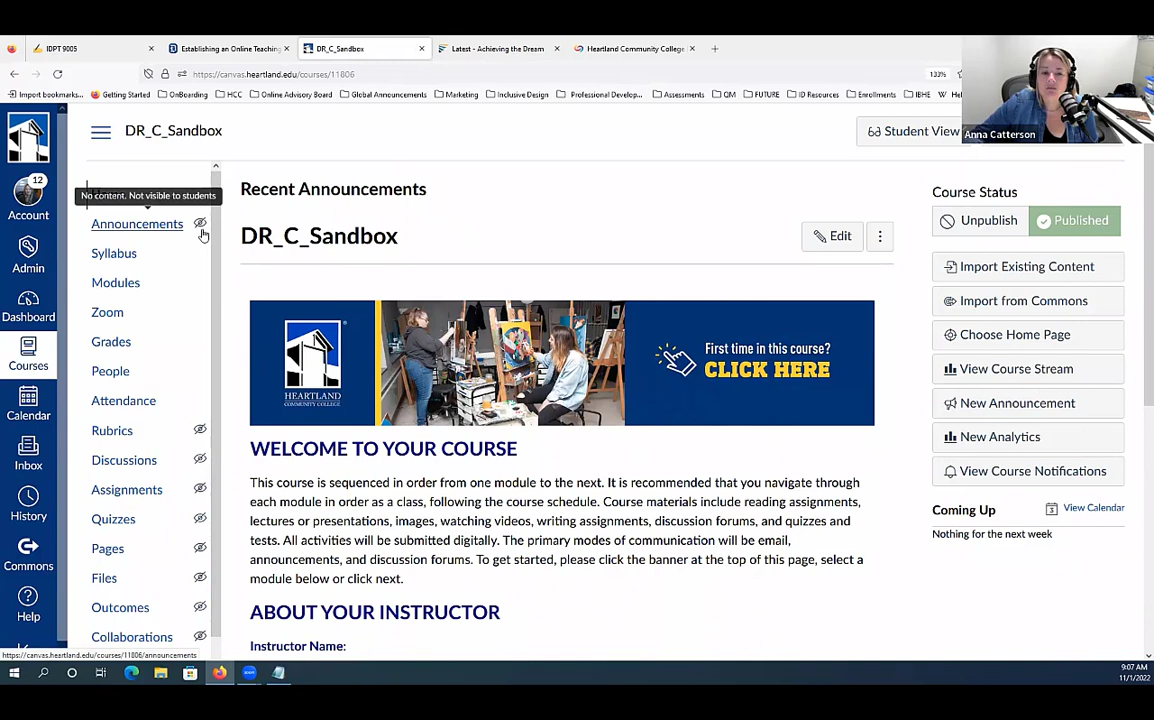 IDPT 9005
Establishing an Online Teaching
DR_C_Sandbox
Latest - Achieving the Dream
Heartland Community College
https://canvas.heartland.edu/courses/11806
133%
Import bookmarks...
Getting Started
OnBoarding
HCC
Online Advisory Board
Global Announcements
Marketing
Inclusive Design
Professional Develop...
Assessments
QM
FUTURE
ID Resources
Enrollments
IBHE
Anna Catterson
DR_C_Sandbox
Student View
12
Account
Admin
Dashboard
Courses
Calendar
Inbox
History
Commons
Help
No content. Not visible to students
Announcements
Syllabus
Modules
Zoom
Grades
People
Attendance
Rubrics
Discussions
Assignments
Quizzes
Pages
Files
Outcomes
Collaborations
Recent Announcements
DR_C_Sandbox
Edit
HEARTLAND
COMMUNITY COLLEGE
First time in this course?
CLICK HERE
WELCOME TO YOUR COURSE
This course is sequenced in order from one module to the next. It is recommended that you navigate through
each module in order as a class, following the course schedule. Course materials include reading assignments,
lectures or presentations, images, watching videos, writing assignments, discussion forums, and quizzes and
tests. All activities will be submitted digitally. The primary modes of communication will be email,
announcements, and discussion forums. To get started, please click the banner at the top of this page, select a
module below or click next.
ABOUT YOUR INSTRUCTOR
Instructor Name:
Course Status
Unpublish
Published
Import Existing Content
Import from Commons
Choose Home Page
View Course Stream
New Announcement
New Analytics
View Course Notifications
Coming Up
View Calendar
Nothing for the next week
https://canvas.heartland.edu/courses/11806/announcements
zoom
9:07 AM
11/1/2022